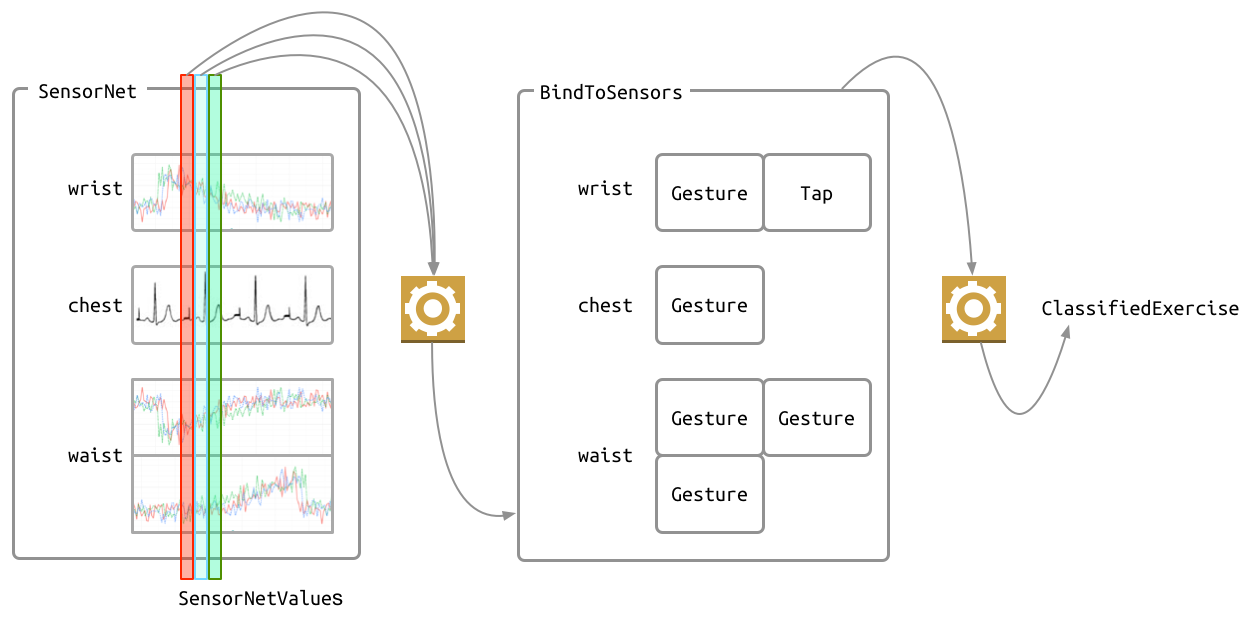 SensorNet
wrist
chest
waist
SensorNetValues
BindToSensors
wrist
Gesture
Tap
chest
Gesture
waist
Gesture
Gesture
Gesture
ClassifiedExercise